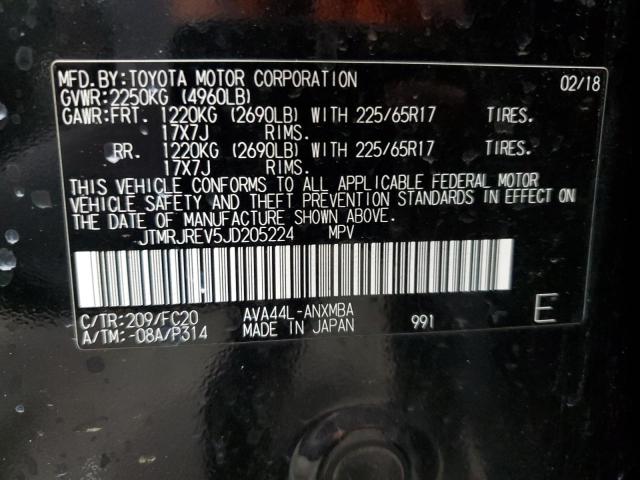 MFD.BY:TOYOTA MOTOR CORPORATION 02/18
GVWR:2250KG (4960LB)
GAWR:FRT. 1220KG (2690LB) WITH 225/65R17 TIRES.
17X7J RIMS.
RR. 1220KG (2690LB) WITH 225/65R17 TIRES.
17X7J RIMS.
THIS VEHICLE CONFORMS TO ALL APPLICABLE FEDERAL MOTOR
VEHICLE SAFETY AND THEFT PREVENTION STANDARDS IN EFFECT ON
THE DATE OF MANUFACTURE SHOWN ABOVE.
JTMRJREV5JD205224 MPV
C/TR:209/FC20 AVA44L-ANXMBA 991 E
A/TM:-08A/P314 MADE IN JAPAN